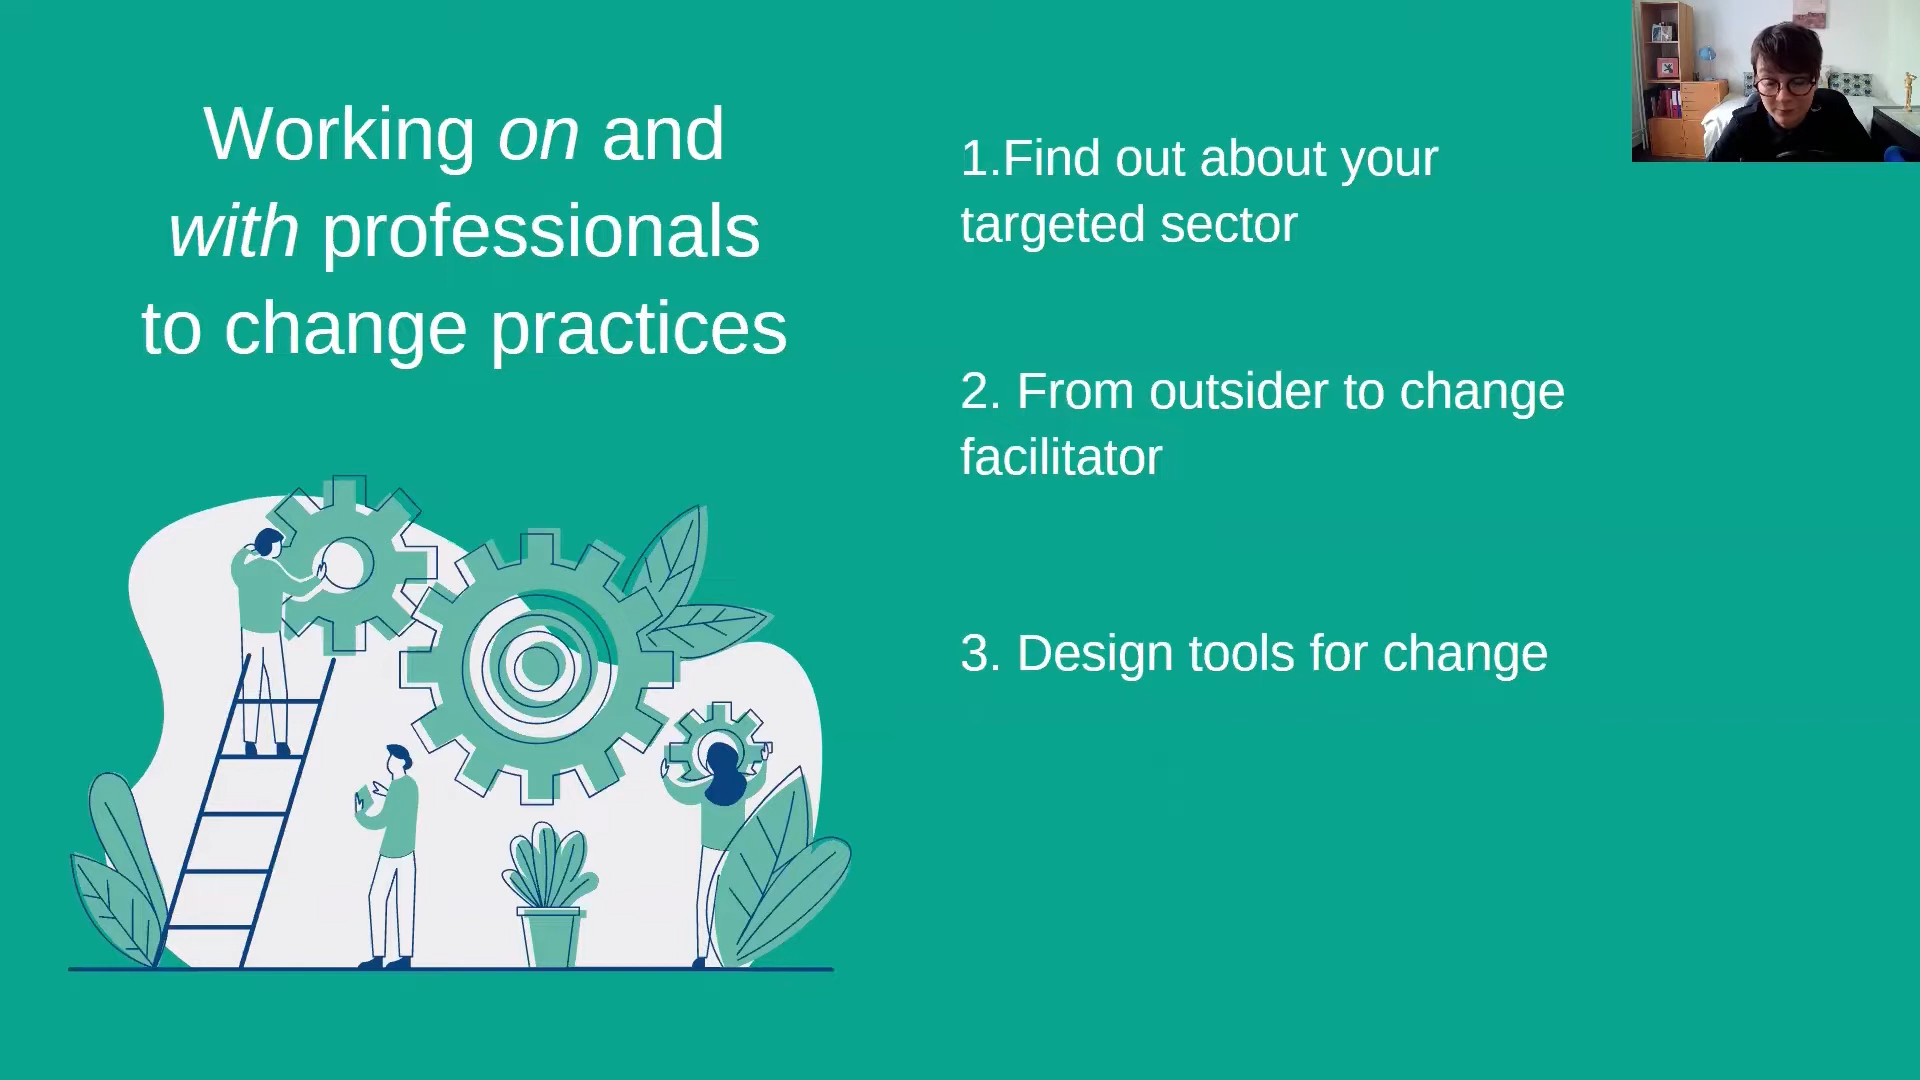 Working on and
with professionals
to change practices
1.Find out about your
targeted sector
2. From outsider to change
facilitator
3. Design tools for change